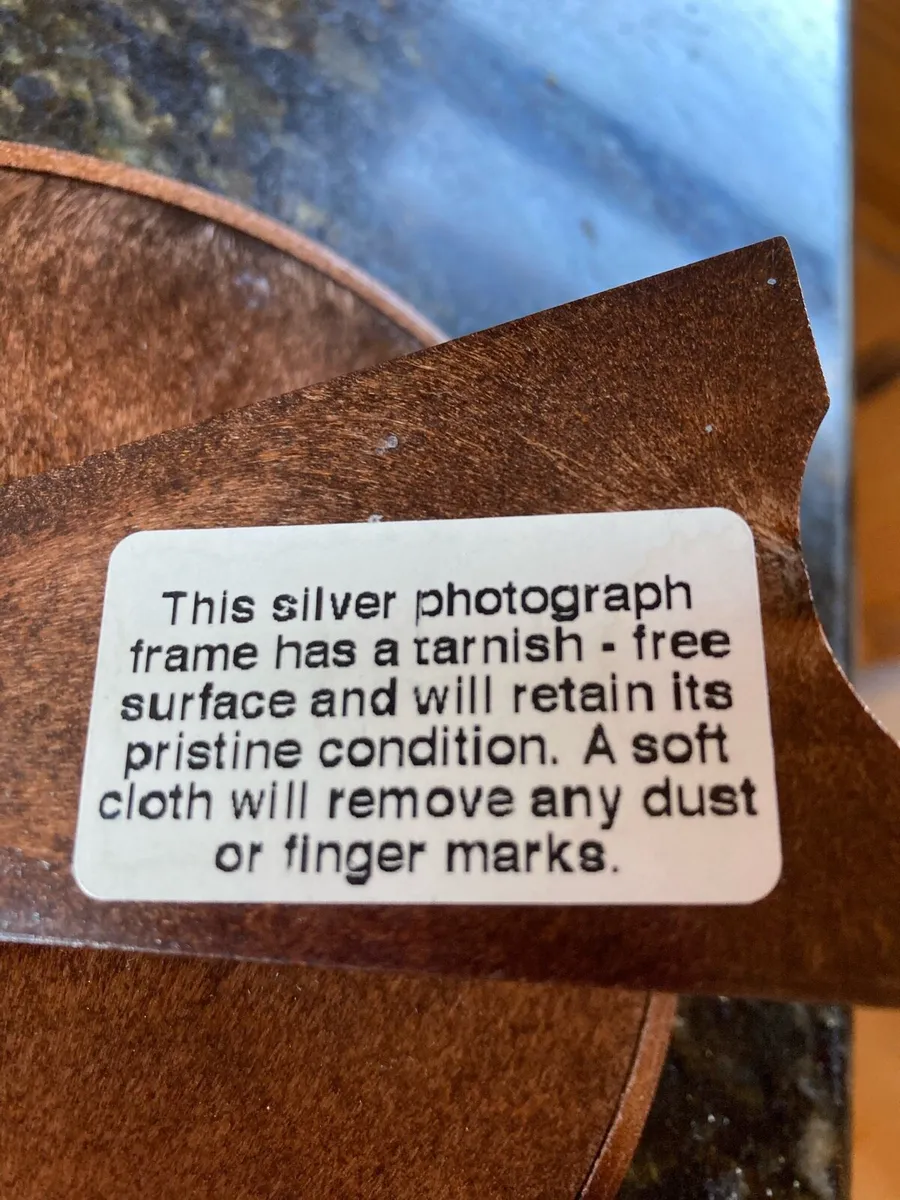 This silver photograph
frame has a tarnish - free
surface and will retain its
pristine condition. A soft
cloth will remove any dust
or finger marks.